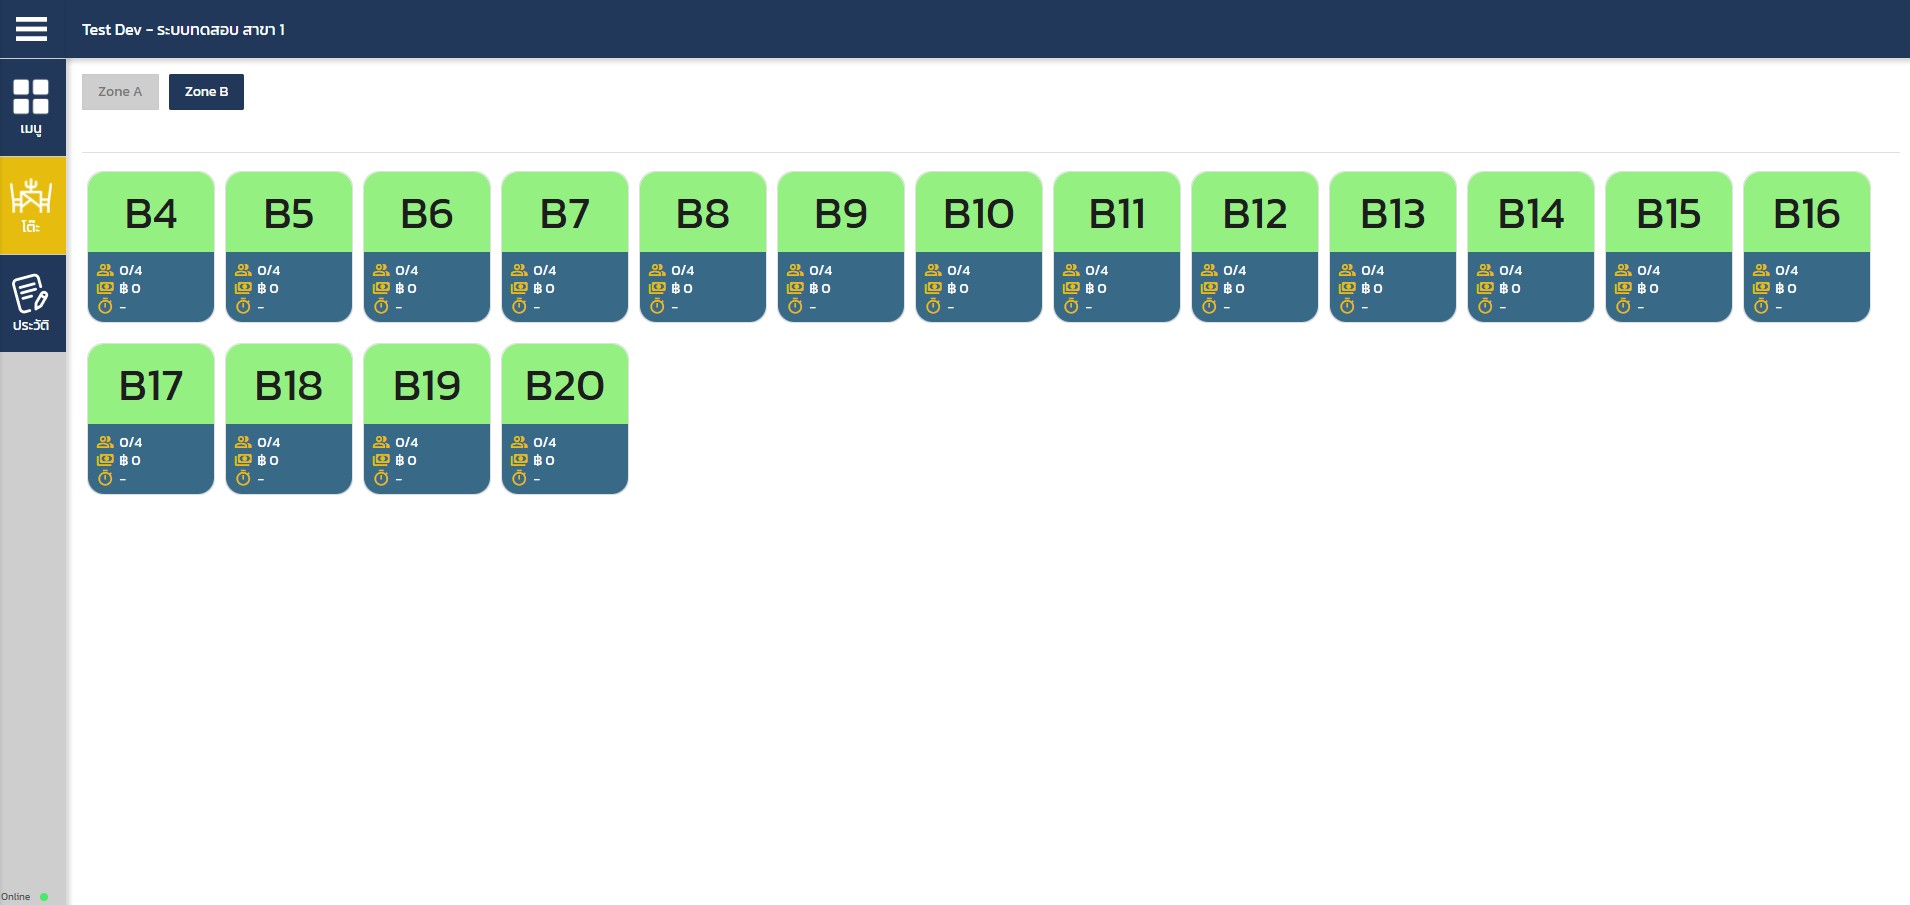 Test Dev - ระบบทดสอบ สาขา 1
เมนู
โต๊ะ
ประวัติ
Online
Zone A Zone B
B4 B5 B6 B7 B8 B9 B10 B11 B12 B13 B14 B15 B16
0/4 0/4 0/4 0/4 0/4 0/4 0/4 0/4 0/4 0/4 0/4 0/4 0/4
฿ 0 ฿ 0 ฿ 0 ฿ 0 ฿ 0 ฿ 0 ฿ 0 ฿ 0 ฿ 0 ฿ 0 ฿ 0 ฿ 0 ฿ 0
- - - - - - - - - - - - -
B17 B18 B19 B20
0/4 0/4 0/4 0/4
฿ 0 ฿ 0 ฿ 0 ฿ 0
- - - -